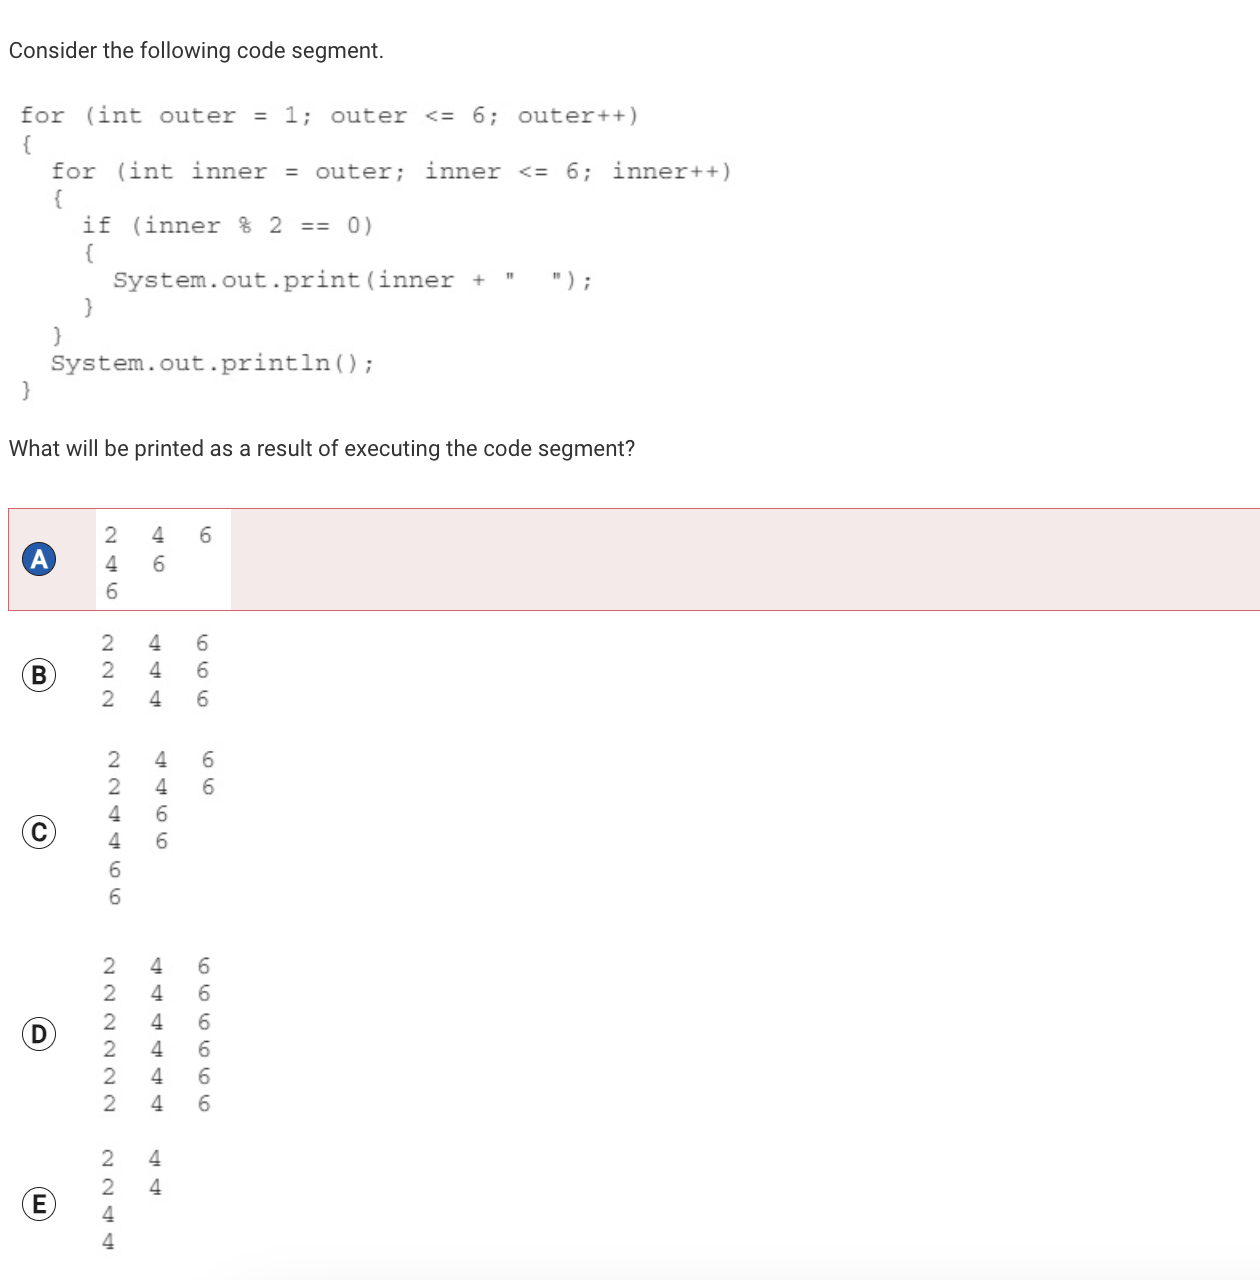 Consider the following code segment.
for (int outer = 1; outer <= 6; outer++)
{
  for (int inner = outer; inner <= 6; inner++)
  {
    if (inner % 2 == 0)
    {
      System.out.print(inner + "  ");
    }
  }
  System.out.println();
}
What will be printed as a result of executing the code segment?
A
2 4 6
4 6
6
B
2 4 6
2 4 6
2 4 6
C
2 4 6
2 4 6
4 6
4 6
6
6
D
2 4 6
2 4 6
2 4 6
2 4 6
2 4 6
2 4 6
E
2 4
2 4
4
4